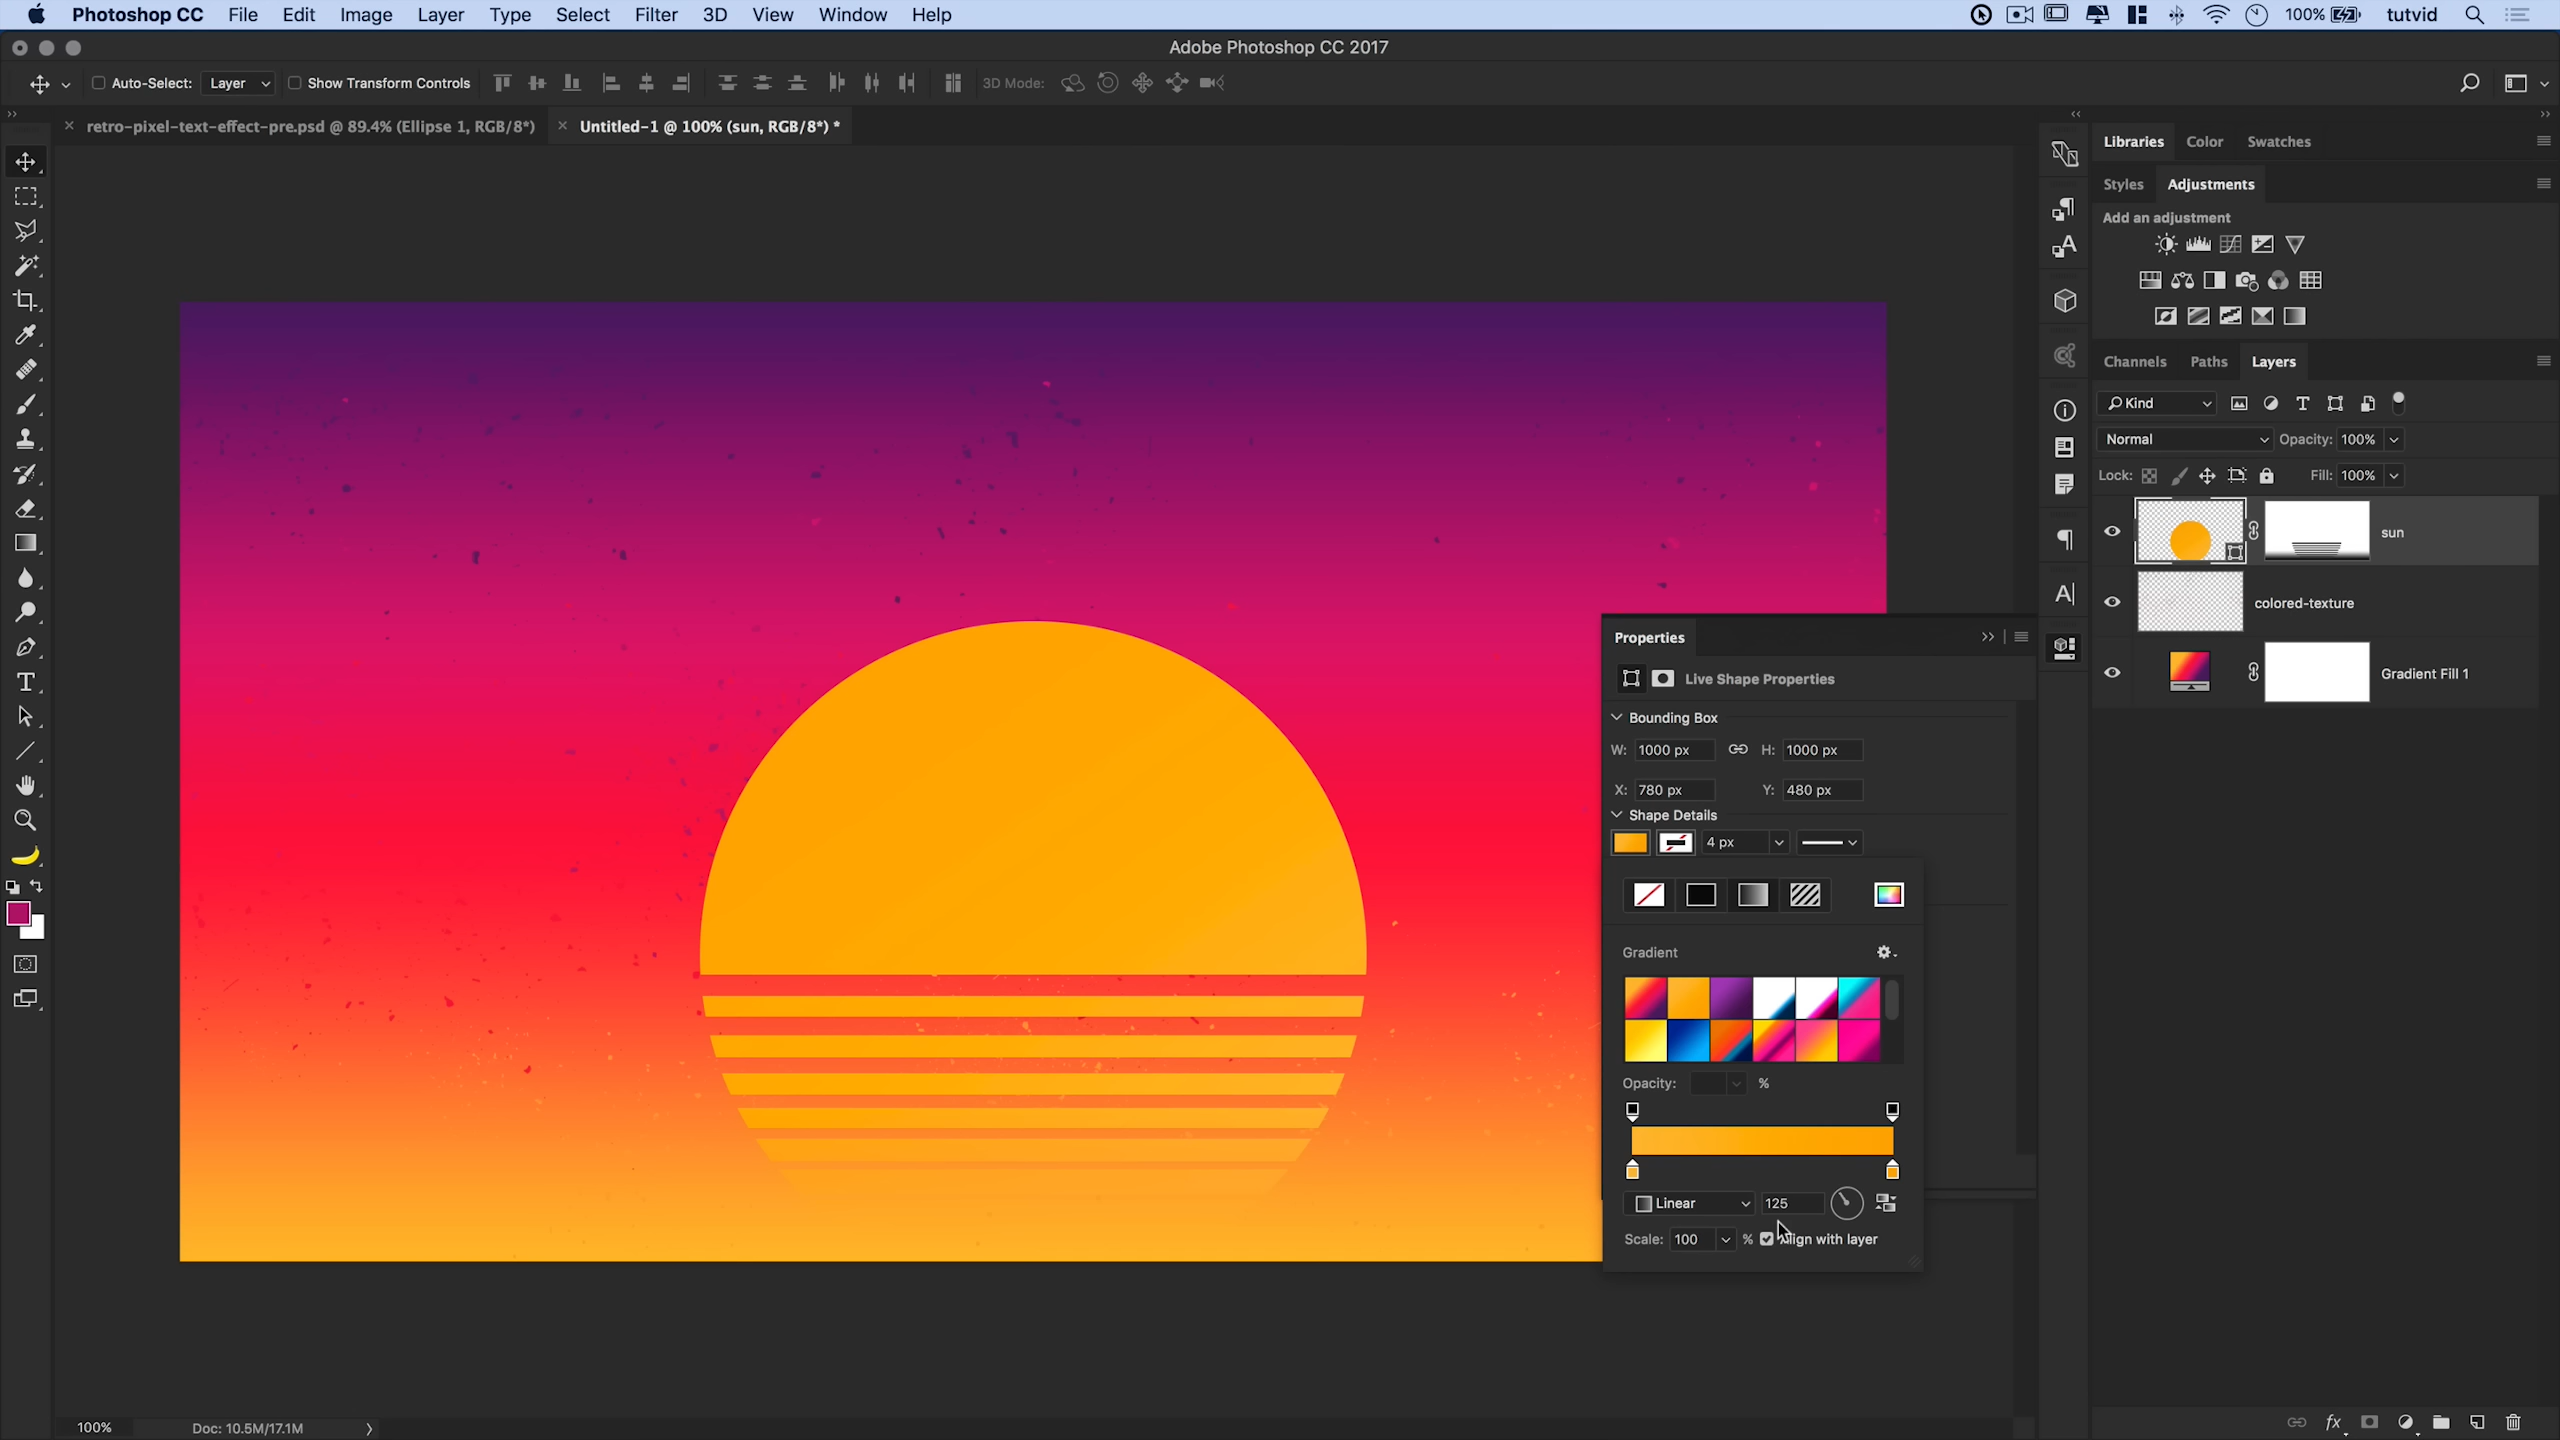 Photoshop CC File Edit Image Layer Type Select Filter 3D View Window Help 100% tutvid
Adobe Photoshop CC 2017
Auto-Select: Layer Show Transform Controls 3D Mode:
retro-pixel-text-effect-pre.psd @ 89.4% (Ellipse 1, RGB/8*) Untitled-1 @ 100% (sun, RGB/8*) *
Libraries Color Swatches
Styles Adjustments
Add an adjustment
Channels Paths Layers
Kind
Normal Opacity: 100%
Lock: Fill: 100%
sun
colored-texture
Gradient Fill 1
Properties
Live Shape Properties
Bounding Box
W: 1000 px H: 1000 px
X: 780 px Y: 480 px
Shape Details
4 px
Gradient
Opacity: %
Linear 125
Scale: 100 % Align with layer
100% Doc: 10.5M/17.1M